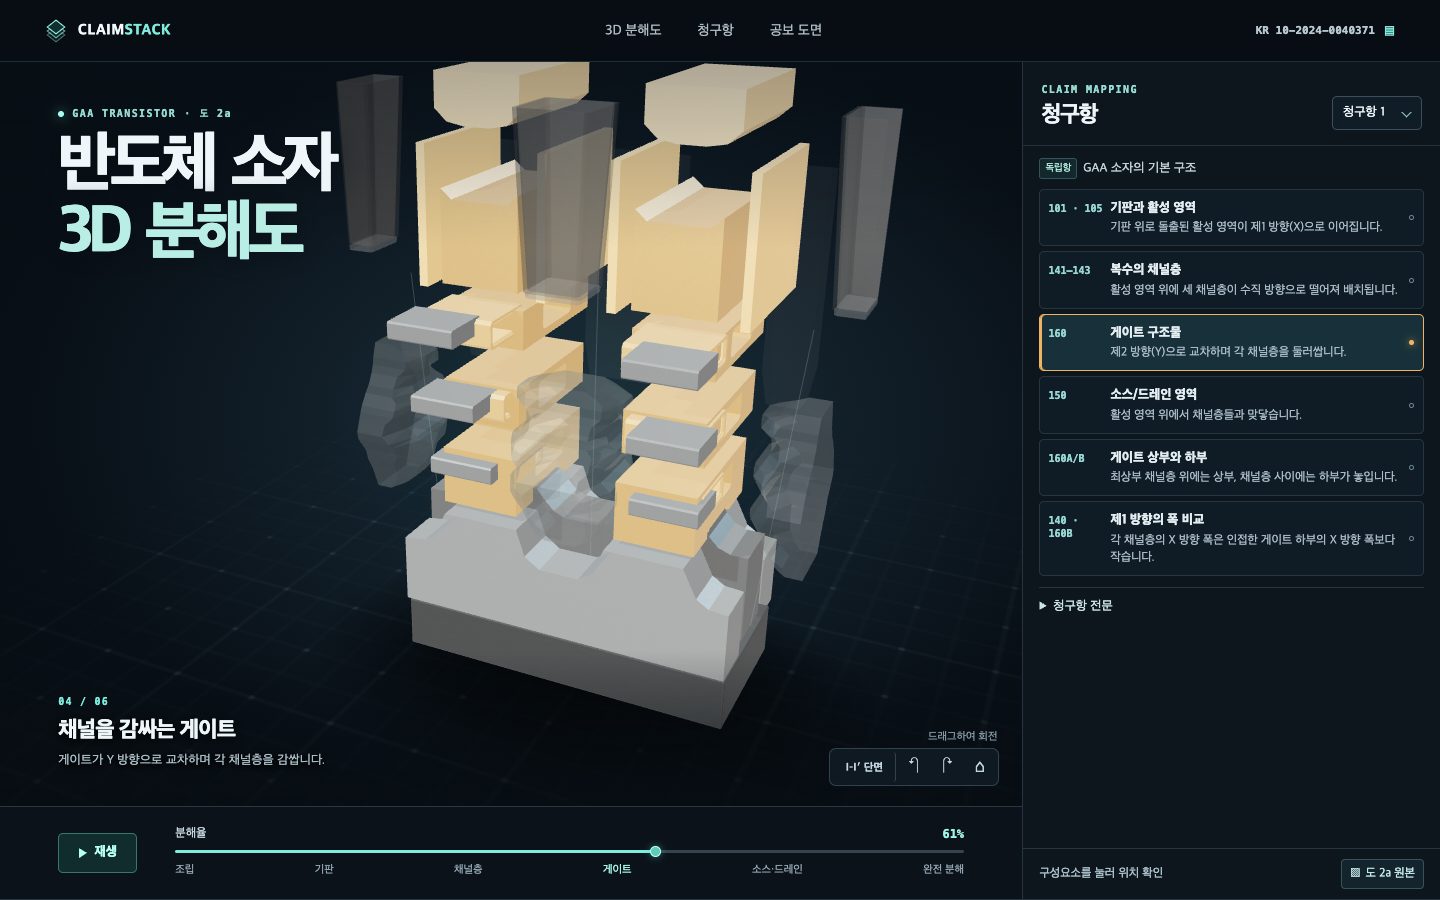 CLAIMSTACK
3D 분해도 청구항 공보 도면
KR 10-2024-0040371
GAA TRANSISTOR · 도 2a
반도체 소자
3D 분해도
CLAIM MAPPING
청구항
청구항 1
독립항 GAA 소자의 기본 구조
101 · 105 기판과 활성 영역
기판 위로 돌출된 활성 영역이 제1 방향(X)으로 이어집니다.
141–143 복수의 채널층
활성 영역 위에 세 채널층이 수직 방향으로 떨어져 배치됩니다.
160 게이트 구조물
제2 방향(Y)으로 교차하며 각 채널층을 둘러쌉니다.
150 소스/드레인 영역
활성 영역 위에서 채널층들과 맞닿습니다.
160A/B 게이트 상부와 하부
최상부 채널층 위에는 상부, 채널층 사이에는 하부가 놓입니다.
140 · 160B 제1 방향의 폭 비교
각 채널층의 X 방향 폭은 인접한 게이트 하부의 X 방향 폭보다
작습니다.
▶ 청구항 전문
04 / 06
채널을 감싸는 게이트
게이트가 Y 방향으로 교차하며 각 채널층을 감쌉니다.
드래그하여 회전
I-I′ 단면
▶ 재생
분해율 61%
조립 기판 채널층 게이트 소스·드레인 완전 분해
구성요소를 눌러 위치 확인
도 2a 원본